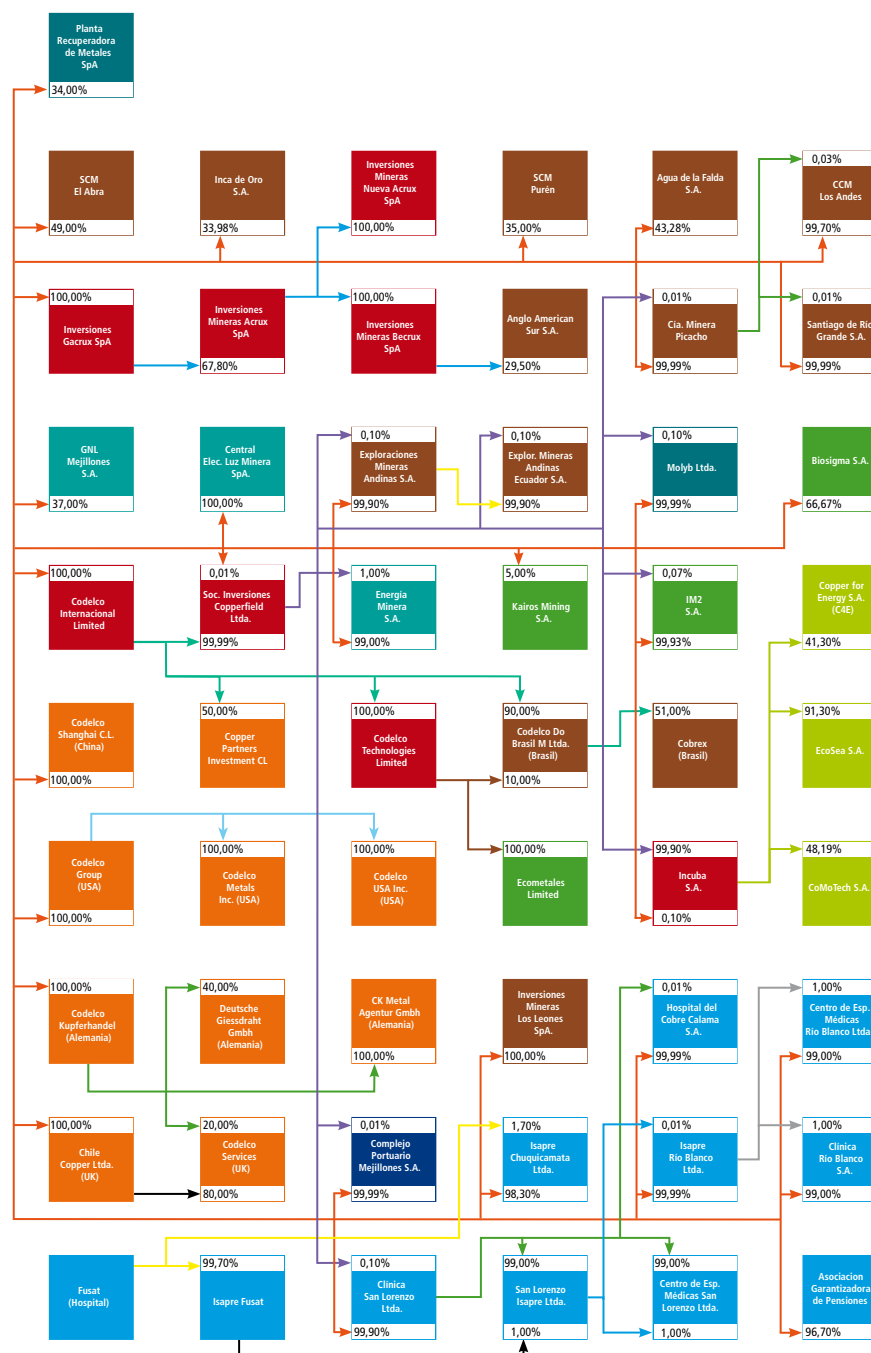 Planta
Recuperadora
de Metales
SpA
34,00%
SCM
El Abra
49,00%
Inca de Oro
S.A.
33,98%
Inversiones
Mineras
Nueva Acrux
SpA
100,00%
SCM
Purén
35,00%
Agua de la Falda
S.A.
43,28%
0,03%
CCM
Los Andes
99,70%
100,00%
Inversiones
Gacrux SpA
Inversiones
Mineras Acrux
SpA
67,80%
100,00%
Inversiones
Mineras Becrux
SpA
Anglo American
Sur S.A.
29,50%
0,01%
Cia. Minera
Picacho
99,99%
0,01%
Santiago de Río
Grande S.A.
99,99%
GNL
Mejillones
S.A.
37,00%
Central
Elec. Luz Minera
SpA.
100,00%
0,10%
Exploraciones
Mineras
Andinas S.A.
99,90%
0,10%
Explor. Mineras
Andinas
Ecuador S.A.
99,90%
0,10%
Molyb Ltda.
99,99%
Biosigma S.A.
66,67%
100,00%
Codelco
Internacional
Limited
0,01%
Soc. Inversiones
Copperfield
Ltda.
99,99%
1,00%
Energía
Minera
S.A.
99,00%
5,00%
Kairos Mining
S.A.
0,07%
IM2
S.A.
99,93%
Copper for
Energy S.A.
(C4E)
41,30%
Codelco
Shanghai C.L.
(China)
100,00%
50,00%
Copper
Partners
Investment CL
100,00%
Codelco
Technologies
Limited
90,00%
Codelco Do
Brasil M Ltda.
(Brasil)
10,00%
51,00%
Cobrex
(Brasil)
91,30%
EcoSea S.A.
Codelco
Group
(USA)
100,00%
100,00%
Codelco
Metals
Inc. (USA)
100,00%
Codelco
USA Inc.
(USA)
100,00%
Ecometales
Limited
99,90%
Incuba
S.A.
0,10%
48,19%
CoMoTech S.A.
100,00%
Codelco
Kupferhandel
(Alemania)
40,00%
Deutsche
Giessdraht
Gmbh
(Alemania)
CK Metal
Agentur Gmbh
(Alemania)
100,00%
Inversiones
Mineras
Los Leones
SpA.
100,00%
0,01%
Hospital del
Cobre Calama
S.A.
99,99%
1,00%
Centro de Esp.
Médicas
Río Blanco Ltda.
99,00%
100,00%
Chile
Copper Ltda.
(UK)
20,00%
Codelco
Services
(UK)
80,00%
0,01%
Complejo
Portuario
Mejillones S.A.
99,99%
1,70%
Isapre
Chuquicamata
Ltda.
98,30%
0,01%
Isapre
Río Blanco
Ltda.
99,99%
1,00%
Clínica
Río Blanco
S.A.
99,00%
Fusat
(Hospital)
99,70%
Isapre Fusat
0,10%
Clínica
San Lorenzo
Ltda.
99,90%
99,00%
San Lorenzo
Isapre Ltda.
1,00%
99,00%
Centro de Esp.
Médicas San
Lorenzo Ltda.
1,00%
Asociacion
Garantizadora
de Pensiones
96,70%